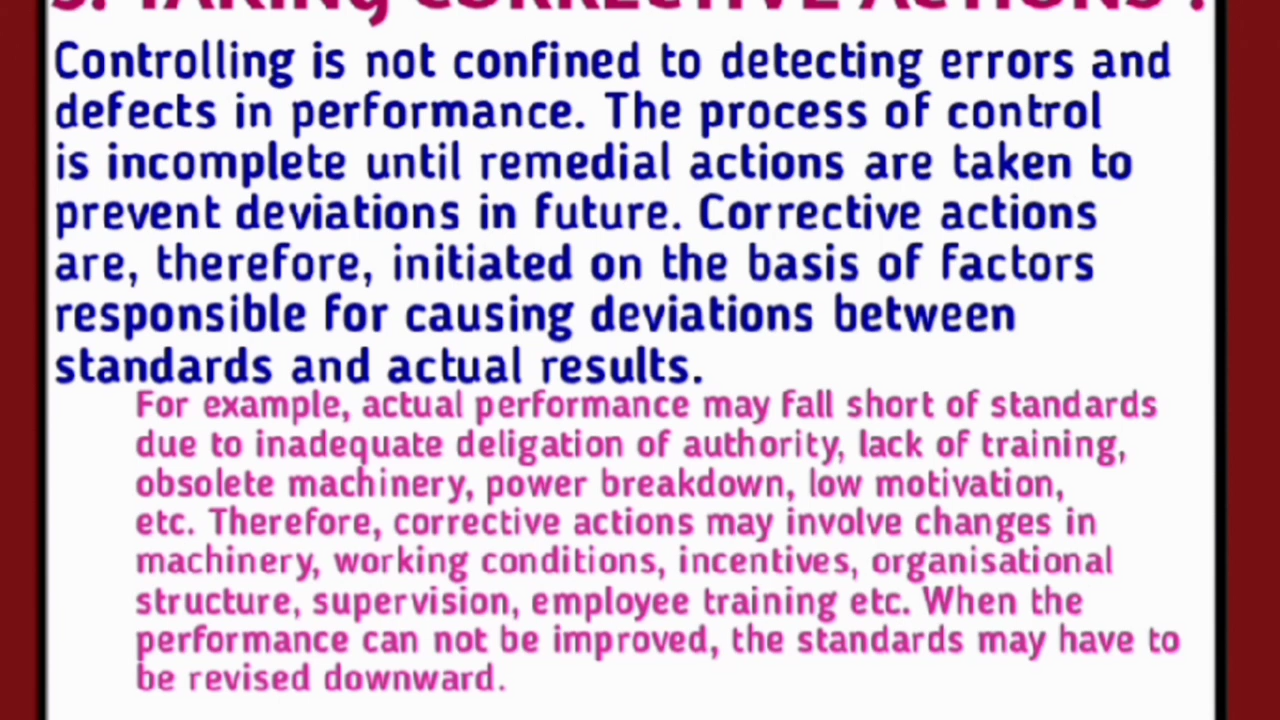 5. TAKING CORRECTIVE ACTIONS :
Controlling is not confined to detecting errors and
defects in performance. The process of control
is incomplete until remedial actions are taken to
prevent deviations in future. Corrective actions
are, therefore, initiated on the basis of factors
responsible for causing deviations between
standards and actual results.
For example, actual performance may fall short of standards
due to inadequate deligation of authority, lack of training,
obsolete machinery, power breakdown, low motivation,
etc. Therefore, corrective actions may involve changes in
machinery, working conditions, incentives, organisational
structure, supervision, employee training etc. When the
performance can not be improved, the standards may have to
be revised downward.